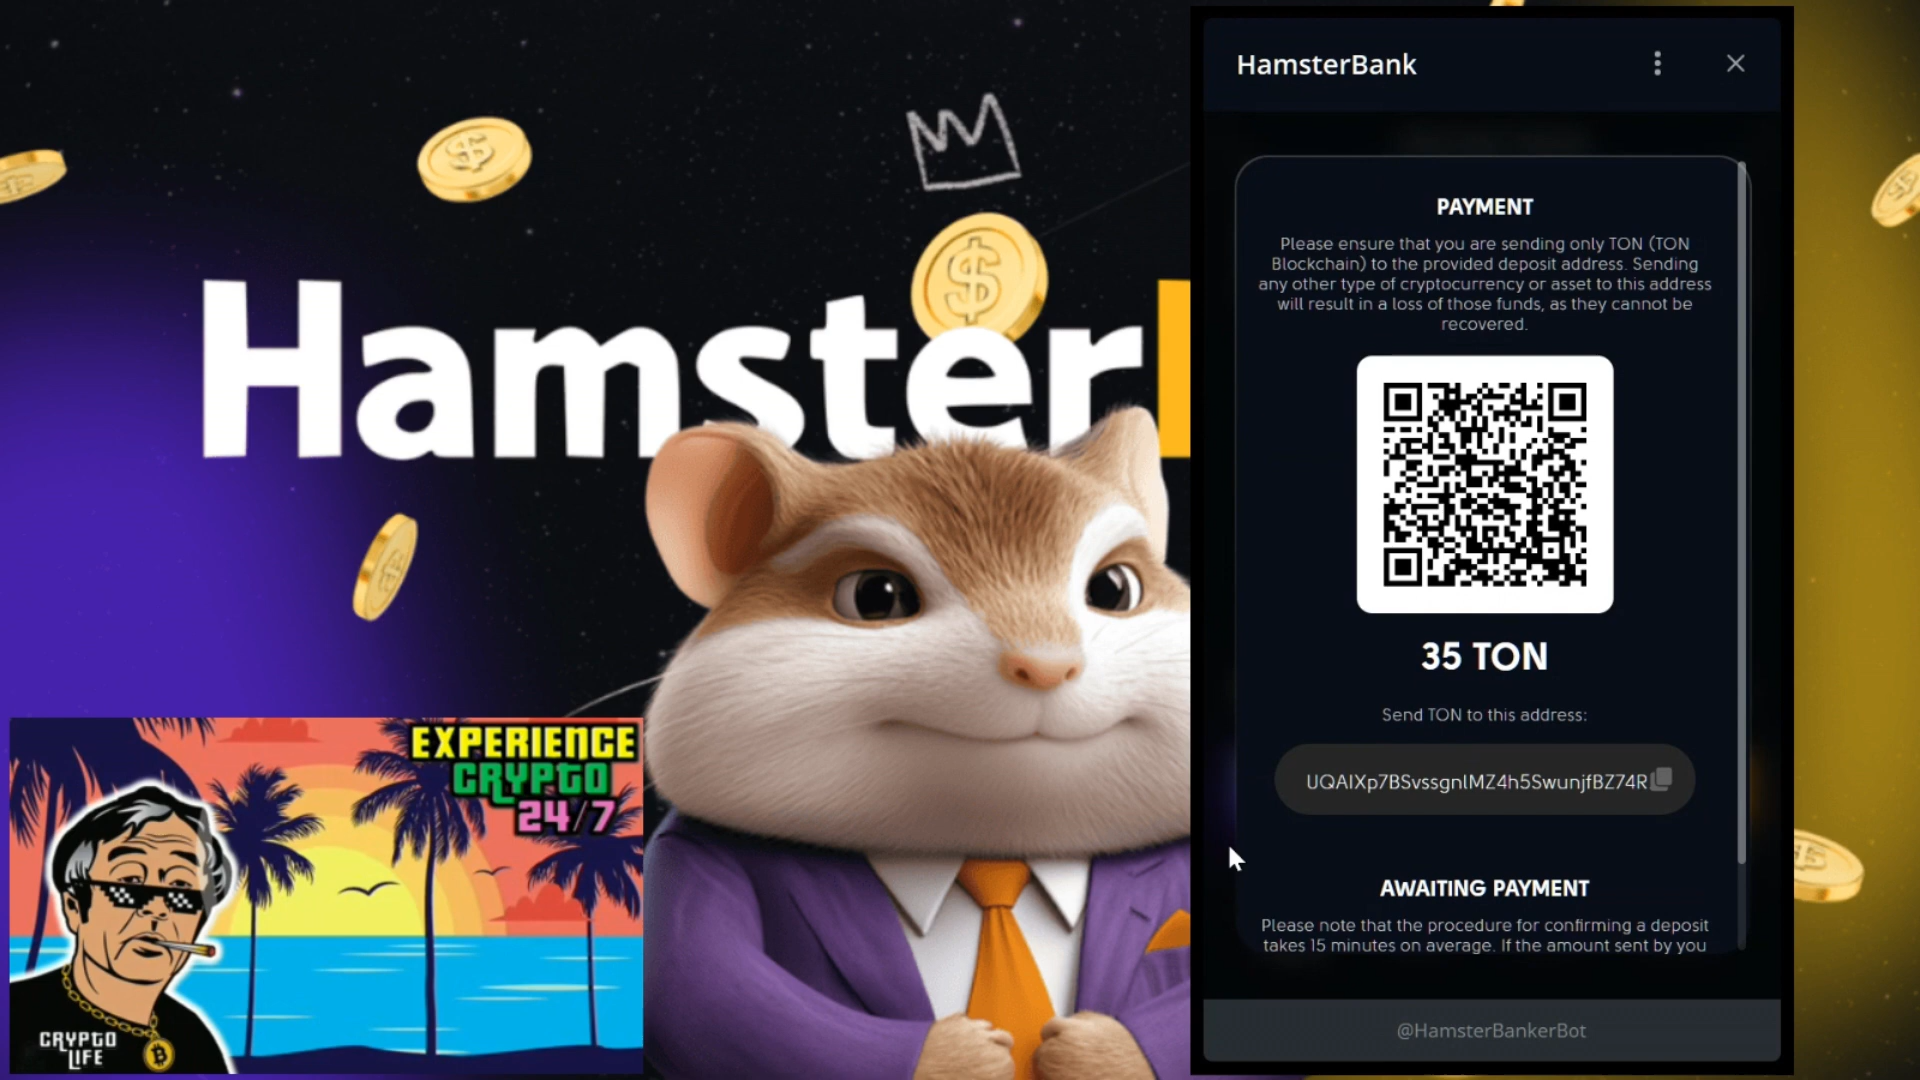 Hamster
EXPERIENCE
CRYPTO
24/7
CRYPTO
LIFE
HamsterBank
PAYMENT
Please ensure that you are sending only TON (TON
Blockchain) to the provided deposit address. Sending
any other type of cryptocurrency or asset to this address
will result in a loss of those funds, as they cannot be
recovered.
35 TON
Send TON to this address:
UQAIXp7BSvssgnlMZ4h5SwunjfBZ74R
AWAITING PAYMENT
Please note that the procedure for confirming a deposit
takes 15 minutes on average. If the amount sent by you
@HamsterBankerBot